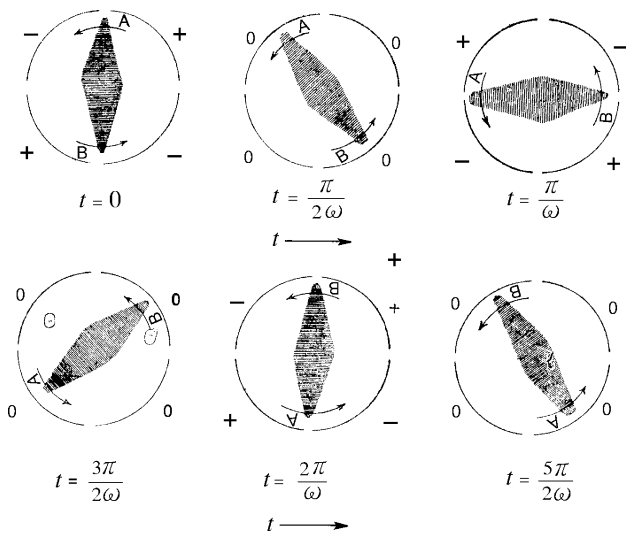 A
− +
B
+ −
t = 0
0 0
A
B
0 0
t = π/2ω
+ −
A
B
− +
t = π/ω
t ⟶
0 0
B
A
0 0
t = 3π/2ω
+
− B +
A
+ −
t = 2π/ω
0 B
0
A
0 0
t = 5π/2ω
t ⟶